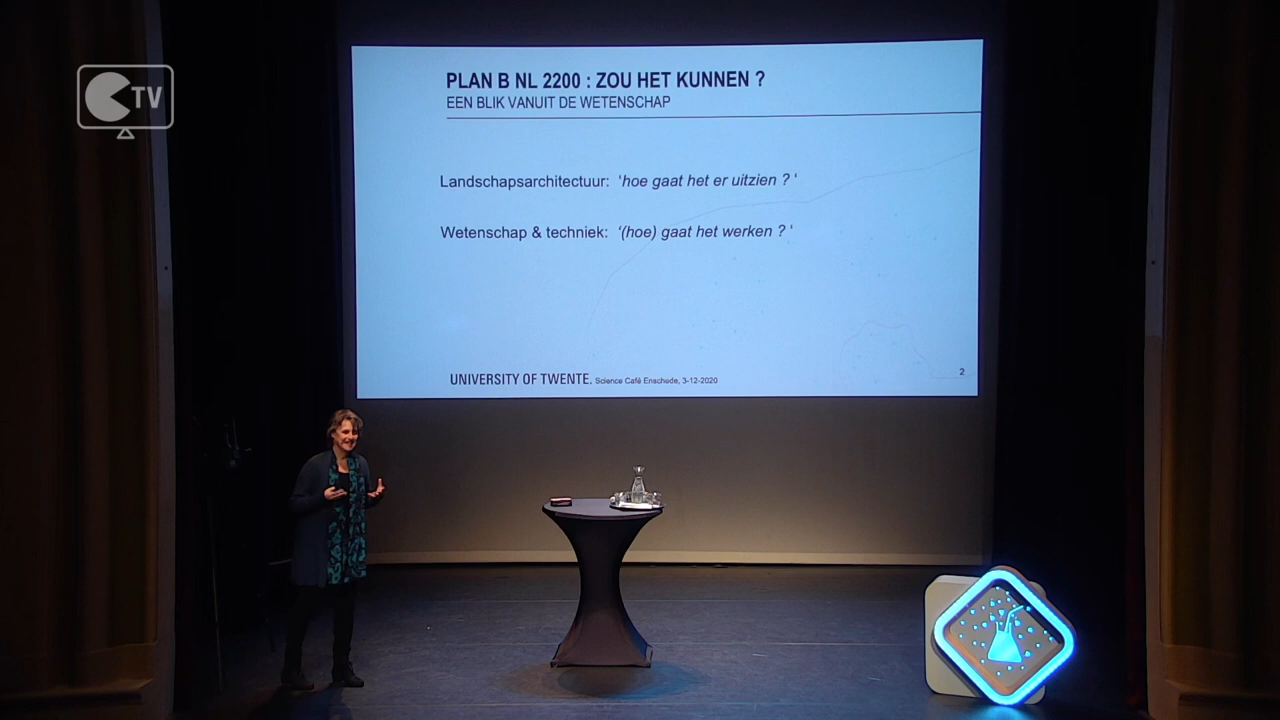 TV
PLAN B NL 2200 : ZOU HET KUNNEN ?
EEN BLIK VANUIT DE WETENSCHAP
Landschapsarchitectuur: 'hoe gaat het er uitzien ? '
Wetenschap & techniek: '(hoe) gaat het werken ? '
UNIVERSITY OF TWENTE. Science Café Enschede, 3-12-2020
2